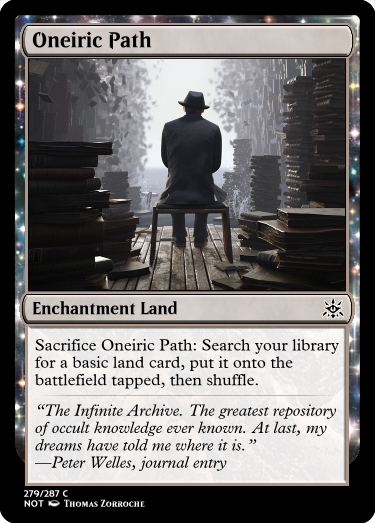 Oneiric Path
Enchantment Land
Sacrifice Oneiric Path: Search your library
for a basic land card, put it onto the
battlefield tapped, then shuffle.
“The Infinite Archive. The greatest repository
of occult knowledge ever known. At last, my
dreams have told me where it is.”
—Peter Welles, journal entry
279/287 C
NOT Thomas Zorroche